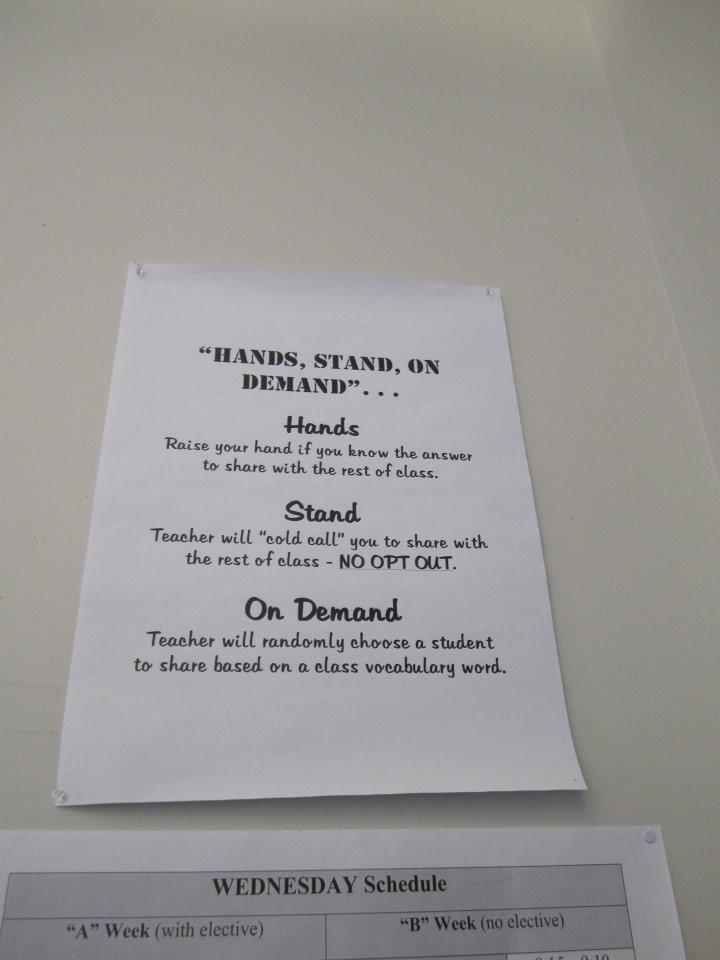 “HANDS, STAND, ON
DEMAND”. . .
Hands
Raise your hand if you know the answer
to share with the rest of class.
Stand
Teacher will "cold call" you to share with
the rest of class - NO OPT OUT.
On Demand
Teacher will randomly choose a student
to share based on a class vocabulary word.
WEDNESDAY Schedule
“A” Week (with elective)
“B” Week (no elective)